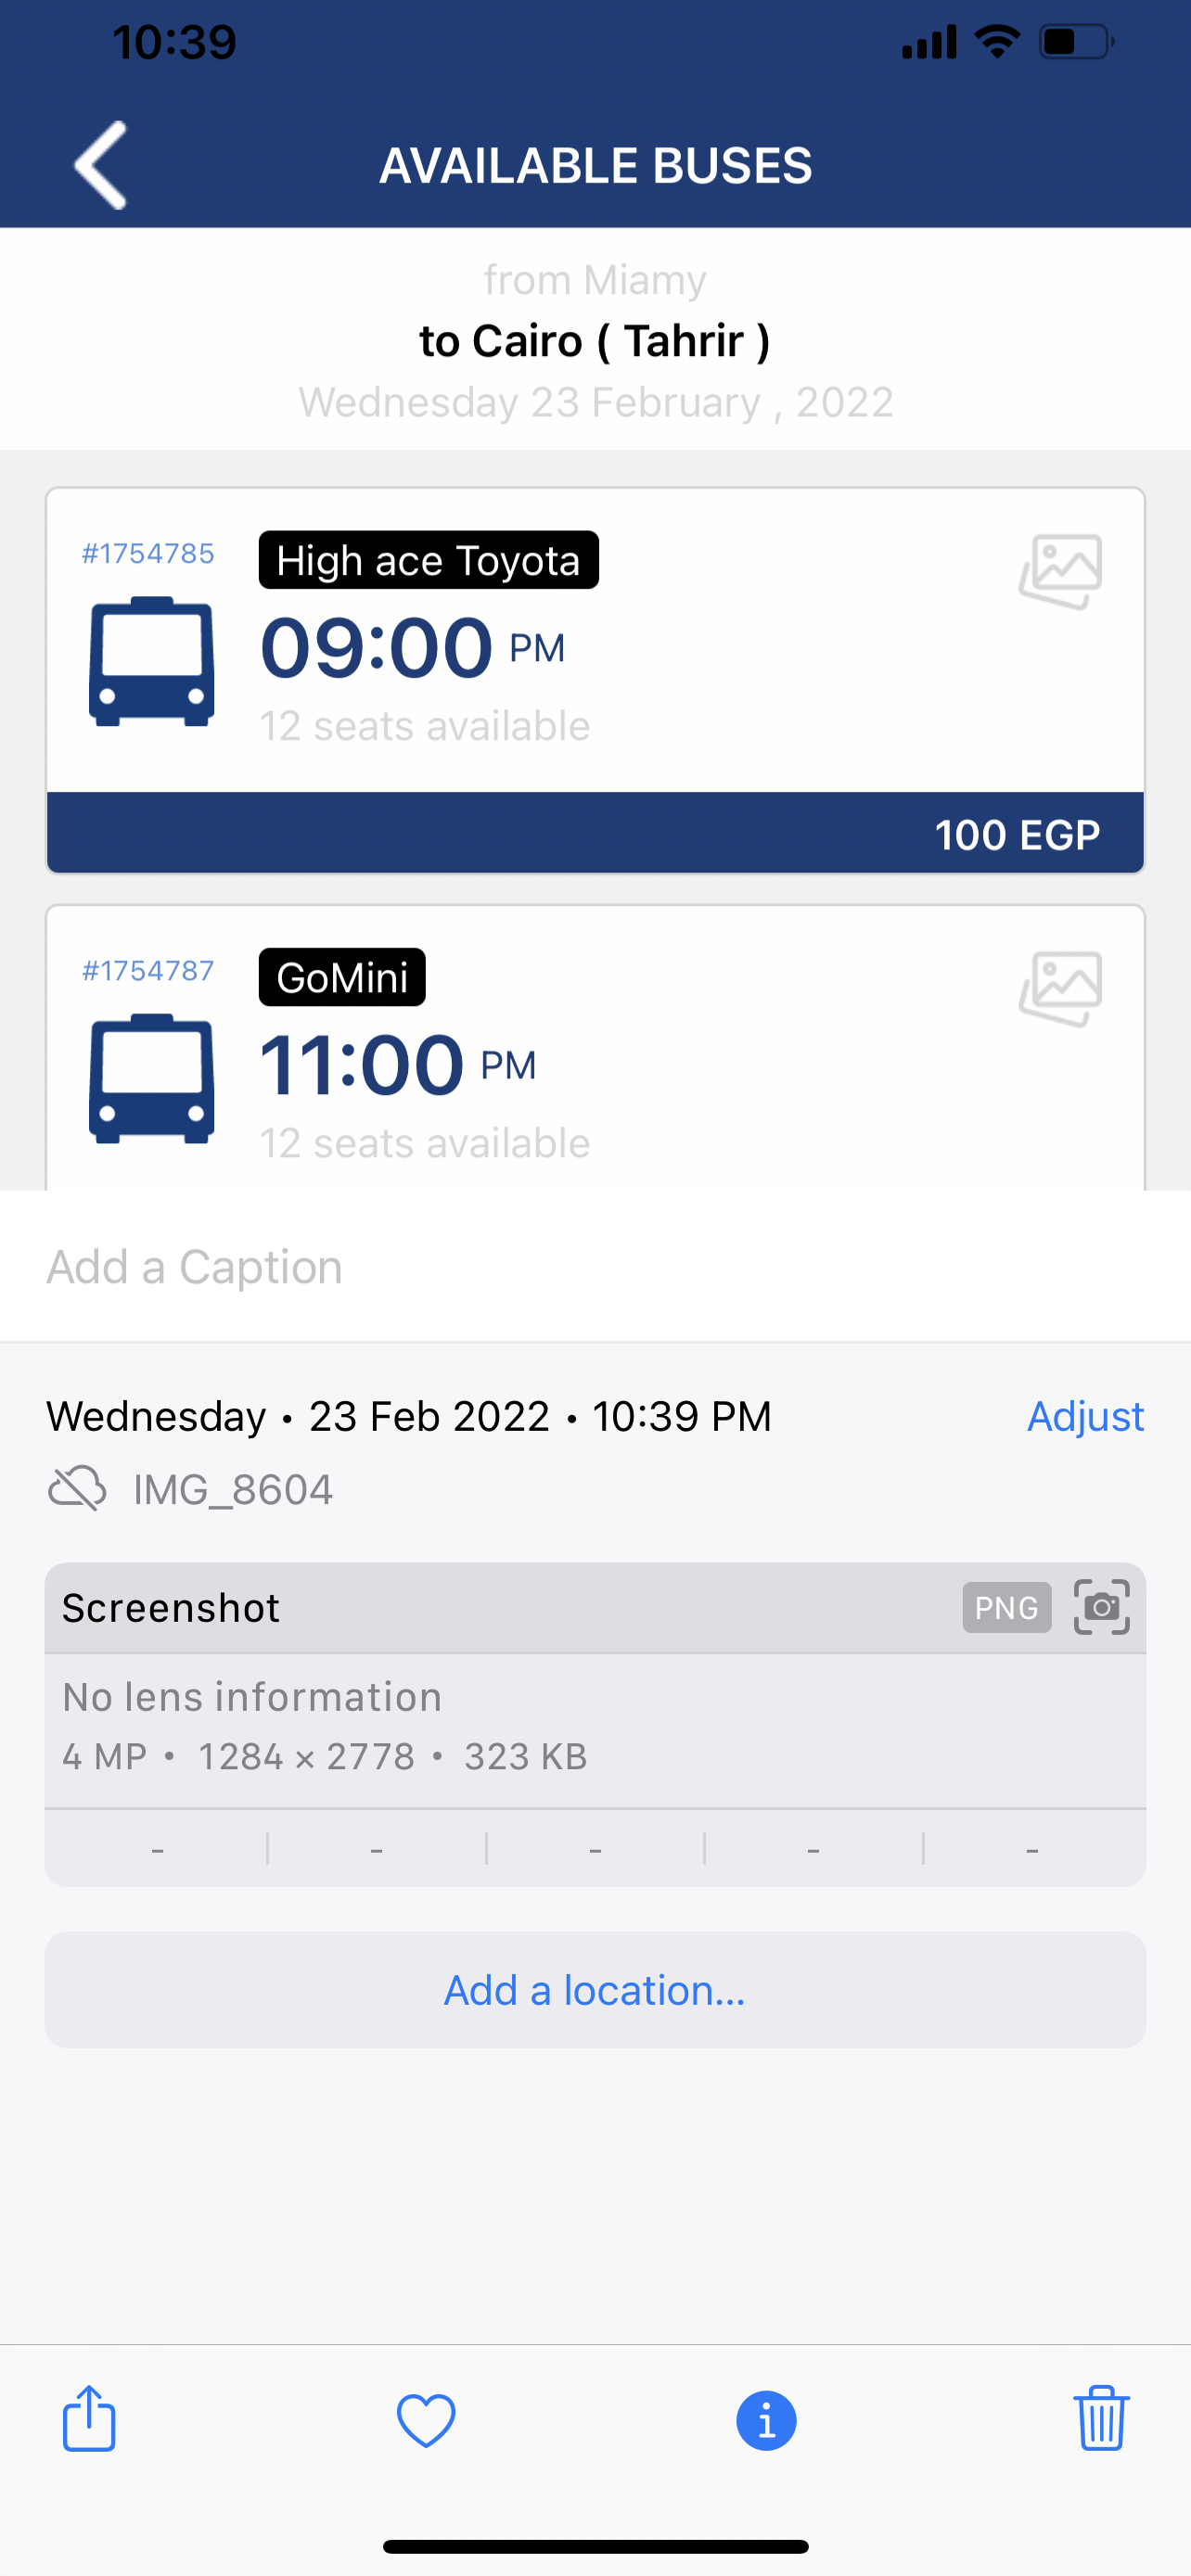 10:39
AVAILABLE BUSES
from Miamy
to Cairo ( Tahrir )
Wednesday 23 February , 2022
#1754785
High ace Toyota
09:00 PM
12 seats available
100 EGP
#1754787
GoMini
11:00 PM
12 seats available
Add a Caption
Wednesday • 23 Feb 2022 • 10:39 PM
Adjust
IMG_8604
Screenshot
PNG
No lens information
4 MP • 1284 × 2778 • 323 KB
- - - - -
Add a location...